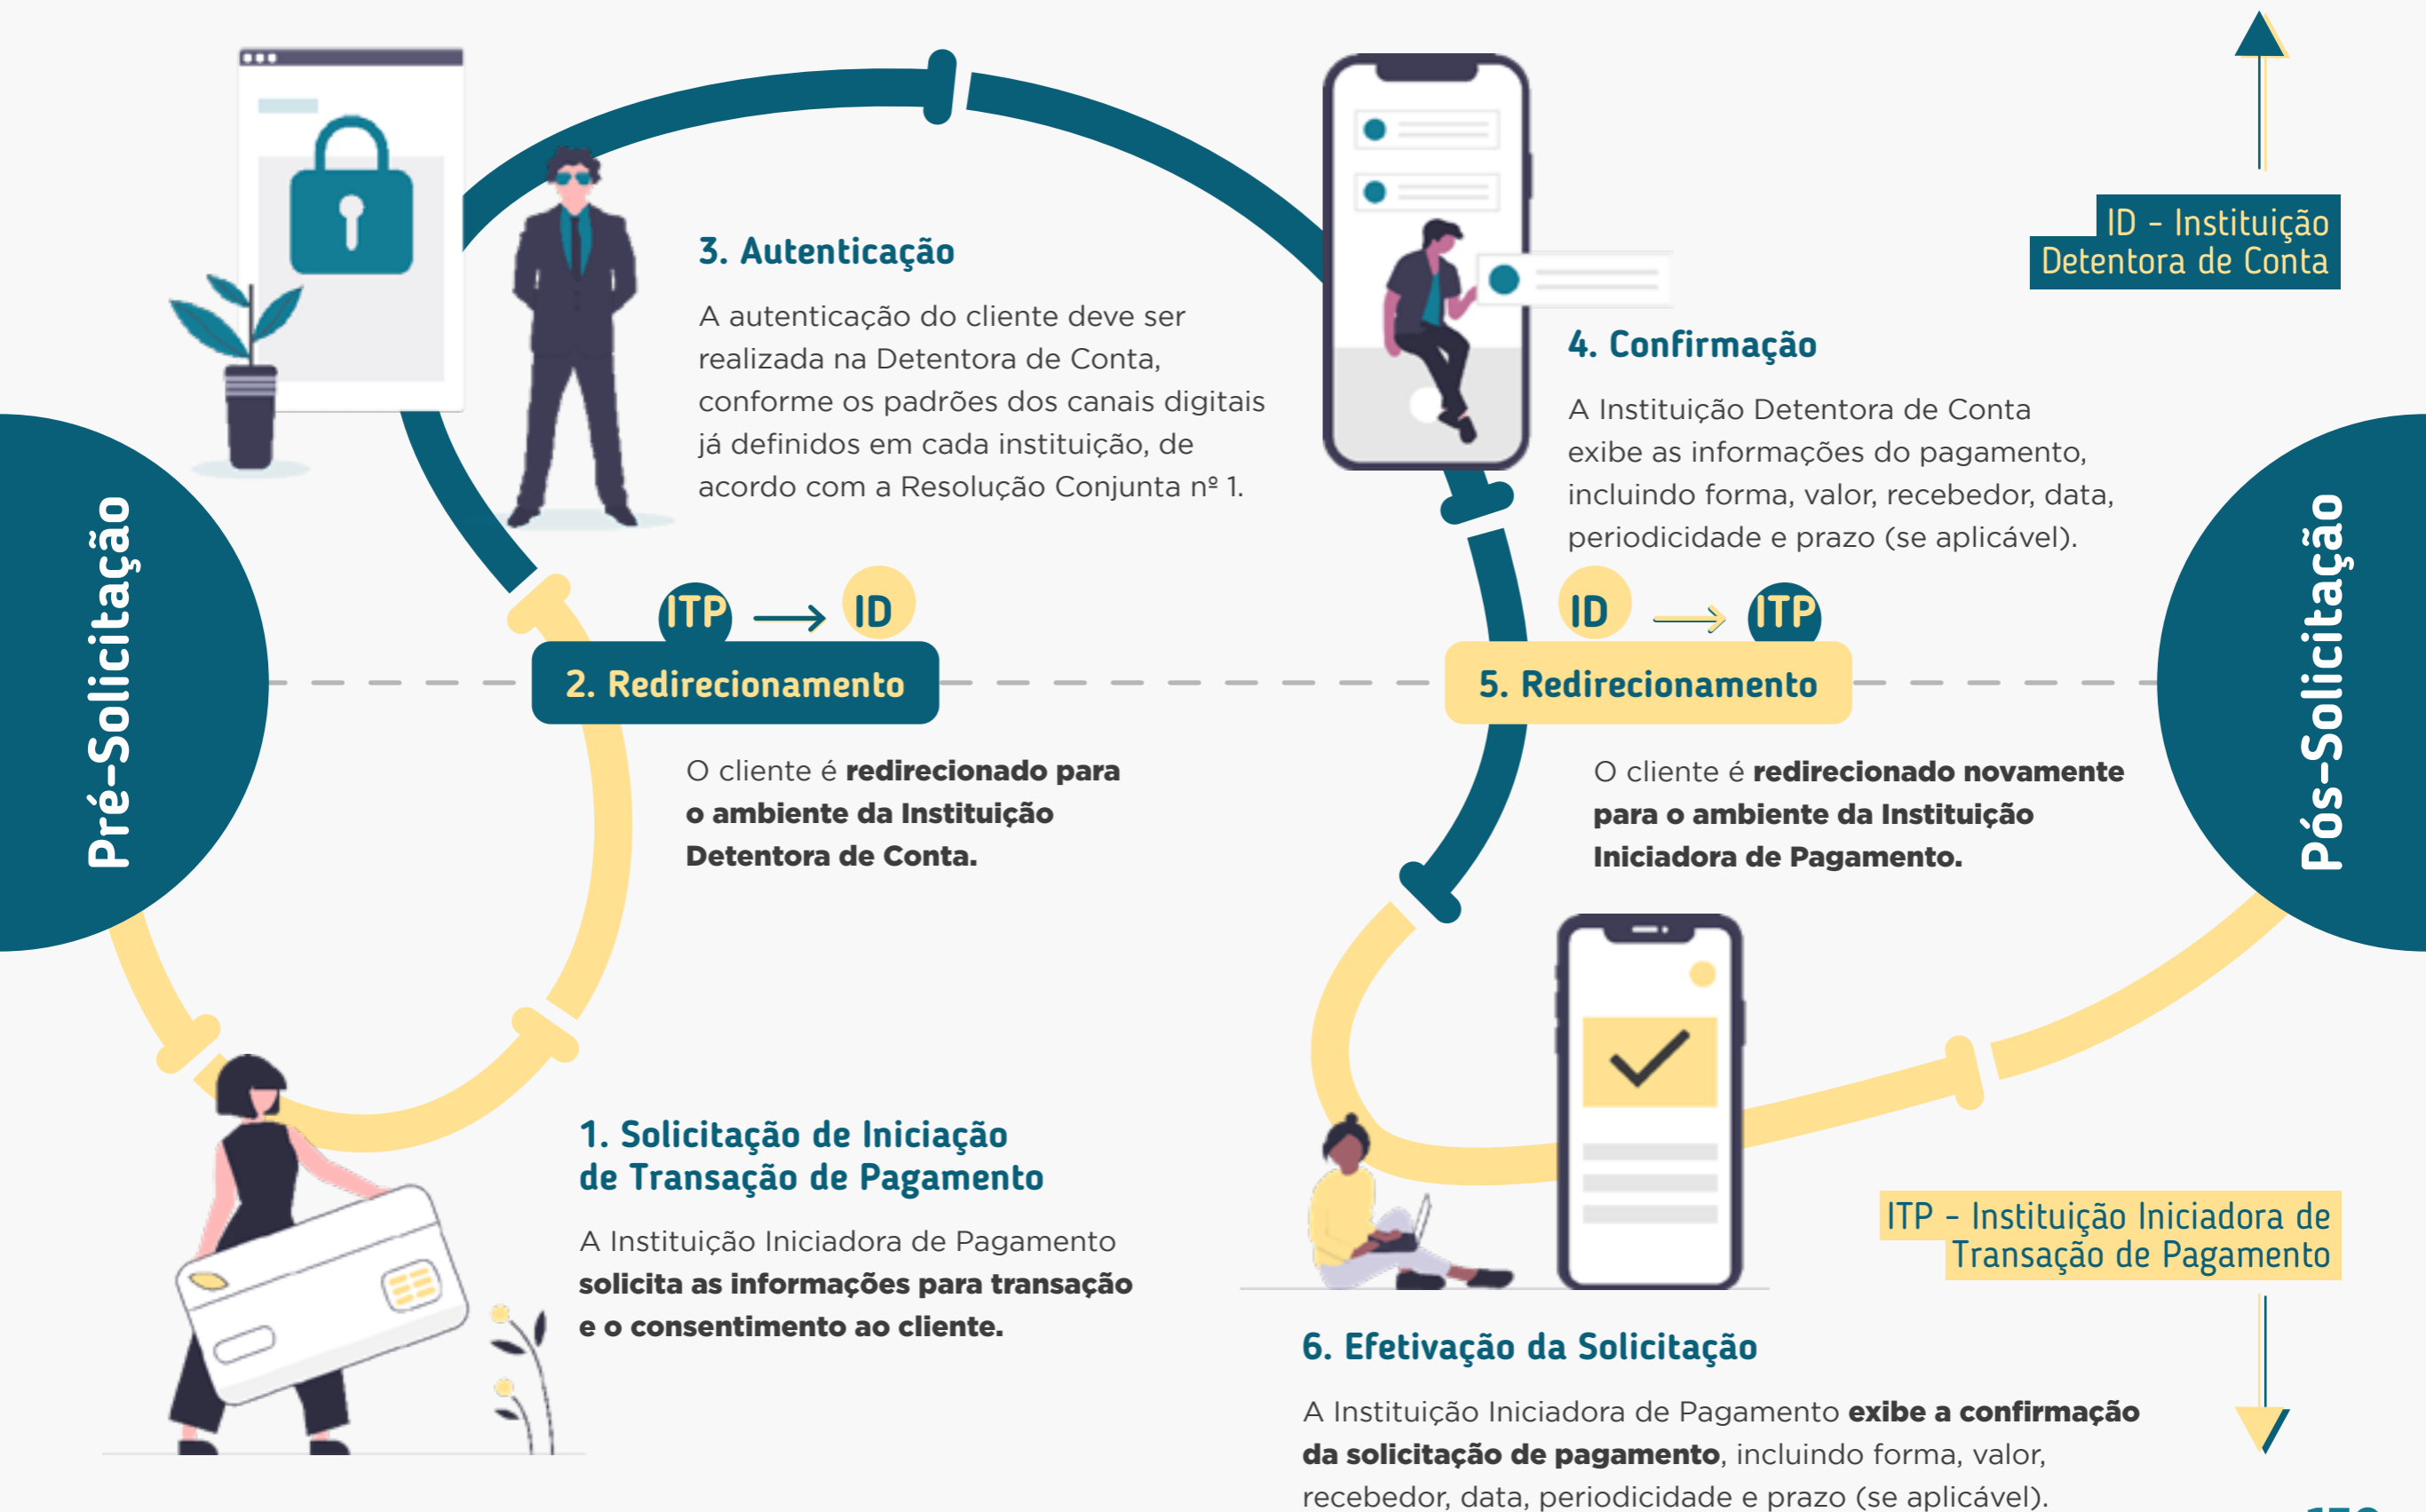 ID - Instituição
Detentora de Conta
3. Autenticação
A autenticação do cliente deve ser
realizada na Detentora de Conta,
conforme os padrões dos canais digitais
já definidos em cada instituição, de
acordo com a Resolução Conjunta nº 1.
4. Confirmação
A Instituição Detentora de Conta
exibe as informações do pagamento,
incluindo forma, valor, recebedor, data,
periodicidade e prazo (se aplicável).
Pré-Solicitação
ITP
ID
2. Redirecionamento
O cliente é redirecionado para
o ambiente da Instituição
Detentora de Conta.
ID
ITP
5. Redirecionamento
O cliente é redirecionado novamente
para o ambiente da Instituição
Iniciadora de Pagamento.
Pós-Solicitação
1. Solicitação de Iniciação
de Transação de Pagamento
A Instituição Iniciadora de Pagamento
solicita as informações para transação
e o consentimento ao cliente.
ITP - Instituição Iniciadora de
Transação de Pagamento
6. Efetivação da Solicitação
A Instituição Iniciadora de Pagamento exibe a confirmação
da solicitação de pagamento, incluindo forma, valor,
recebedor, data, periodicidade e prazo (se aplicável).